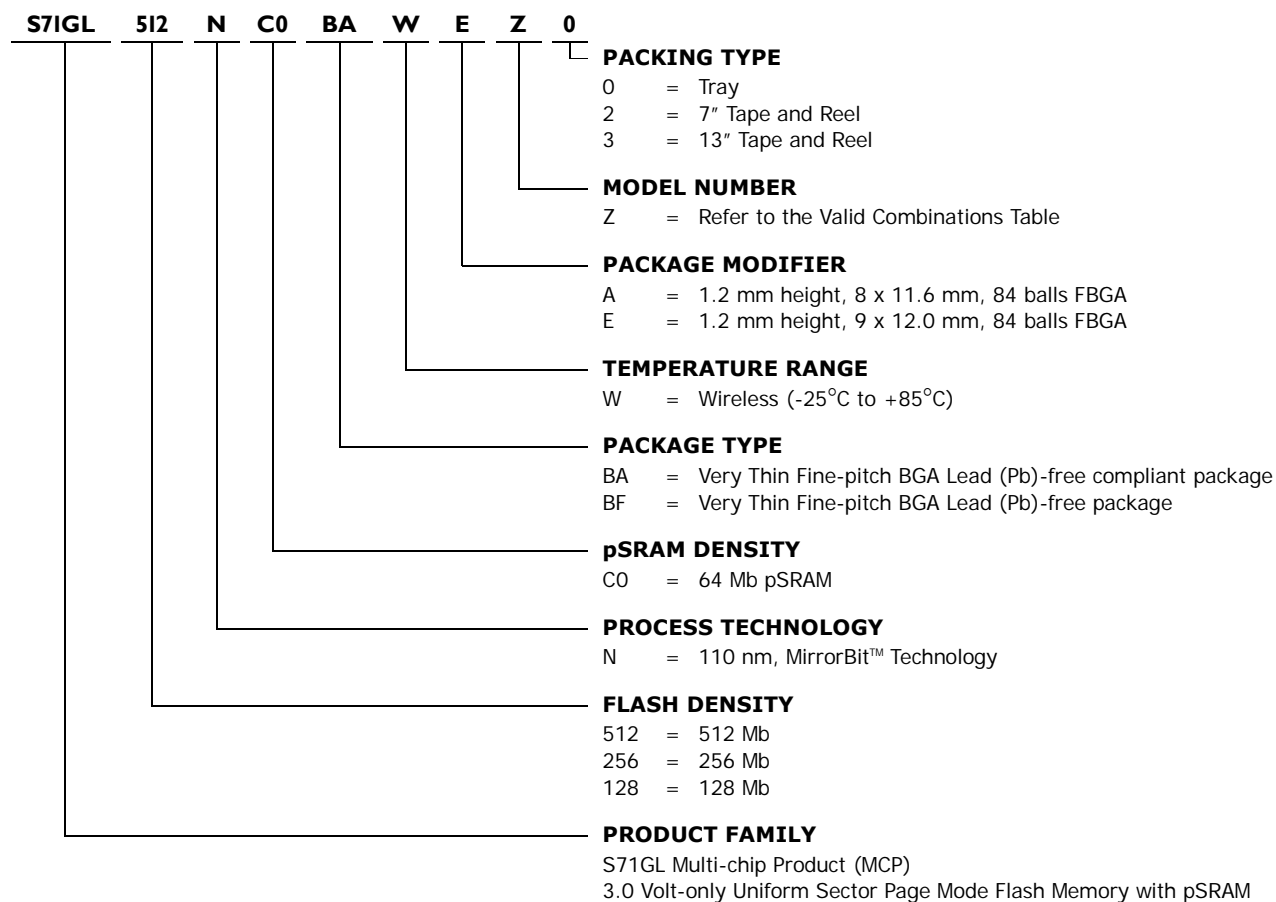 S71GL 512 N C0 BA W E Z 0
PACKING TYPE
0 = Tray
2 = 7" Tape and Reel
3 = 13" Tape and Reel
MODEL NUMBER
Z = Refer to the Valid Combinations Table
PACKAGE MODIFIER
A = 1.2 mm height, 8 x 11.6 mm, 84 balls FBGA
E = 1.2 mm height, 9 x 12.0 mm, 84 balls FBGA
TEMPERATURE RANGE
W = Wireless (-25°C to +85°C)
PACKAGE TYPE
BA = Very Thin Fine-pitch BGA Lead (Pb)-free compliant package
BF = Very Thin Fine-pitch BGA Lead (Pb)-free package
pSRAM DENSITY
C0 = 64 Mb pSRAM
PROCESS TECHNOLOGY
N = 110 nm, MirrorBit™ Technology
FLASH DENSITY
512 = 512 Mb
256 = 256 Mb
128 = 128 Mb
PRODUCT FAMILY
S71GL Multi-chip Product (MCP)
3.0 Volt-only Uniform Sector Page Mode Flash Memory with pSRAM